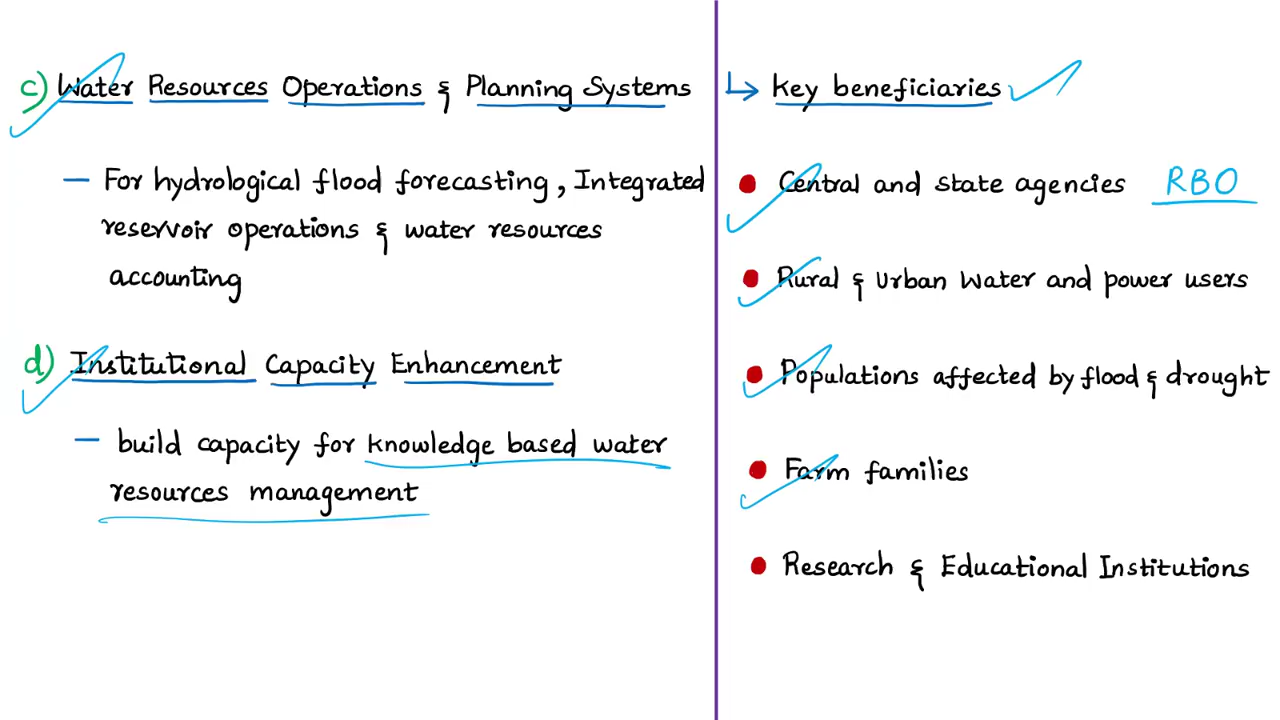 c) Water Resources Operations & Planning Systems
– For hydrological flood forecasting, Integrated
reservoir operations & water resources
accounting
d) Institutional Capacity Enhancement
– build capacity for knowledge based water
resources management
↳ Key beneficiaries
● Central and state agencies RBO
● Rural & Urban Water and power users
● Populations affected by flood & drought
● Farm families
● Research & Educational Institutions